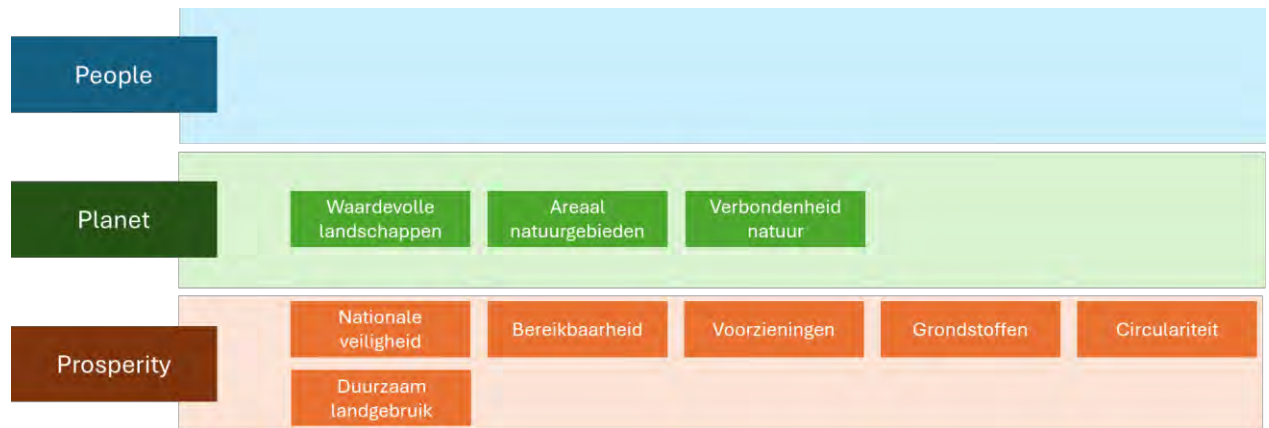 People
Planet
Waardevolle
landschappen
Areaal
natuurgebieden
Verbondenheid
natuur
Prosperity
Nationale
veiligheid
Bereikbaarheid
Voorzieningen
Grondstoffen
Circulariteit
Duurzaam
landgebruik